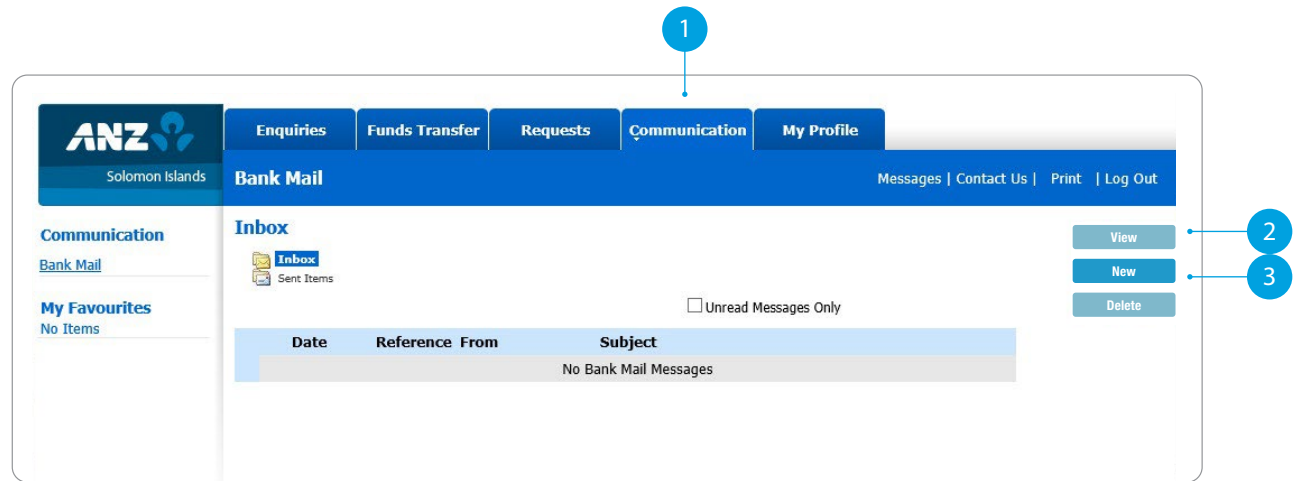 1
ANZ
Solomon Islands
Enquiries Funds Transfer Requests Communication My Profile
Bank Mail
Messages | Contact Us | Print | Log Out
Communication
Bank Mail
My Favourites
No Items
Inbox
Inbox
Sent Items
Unread Messages Only
Date Reference From Subject
No Bank Mail Messages
View
2
New
3
Delete